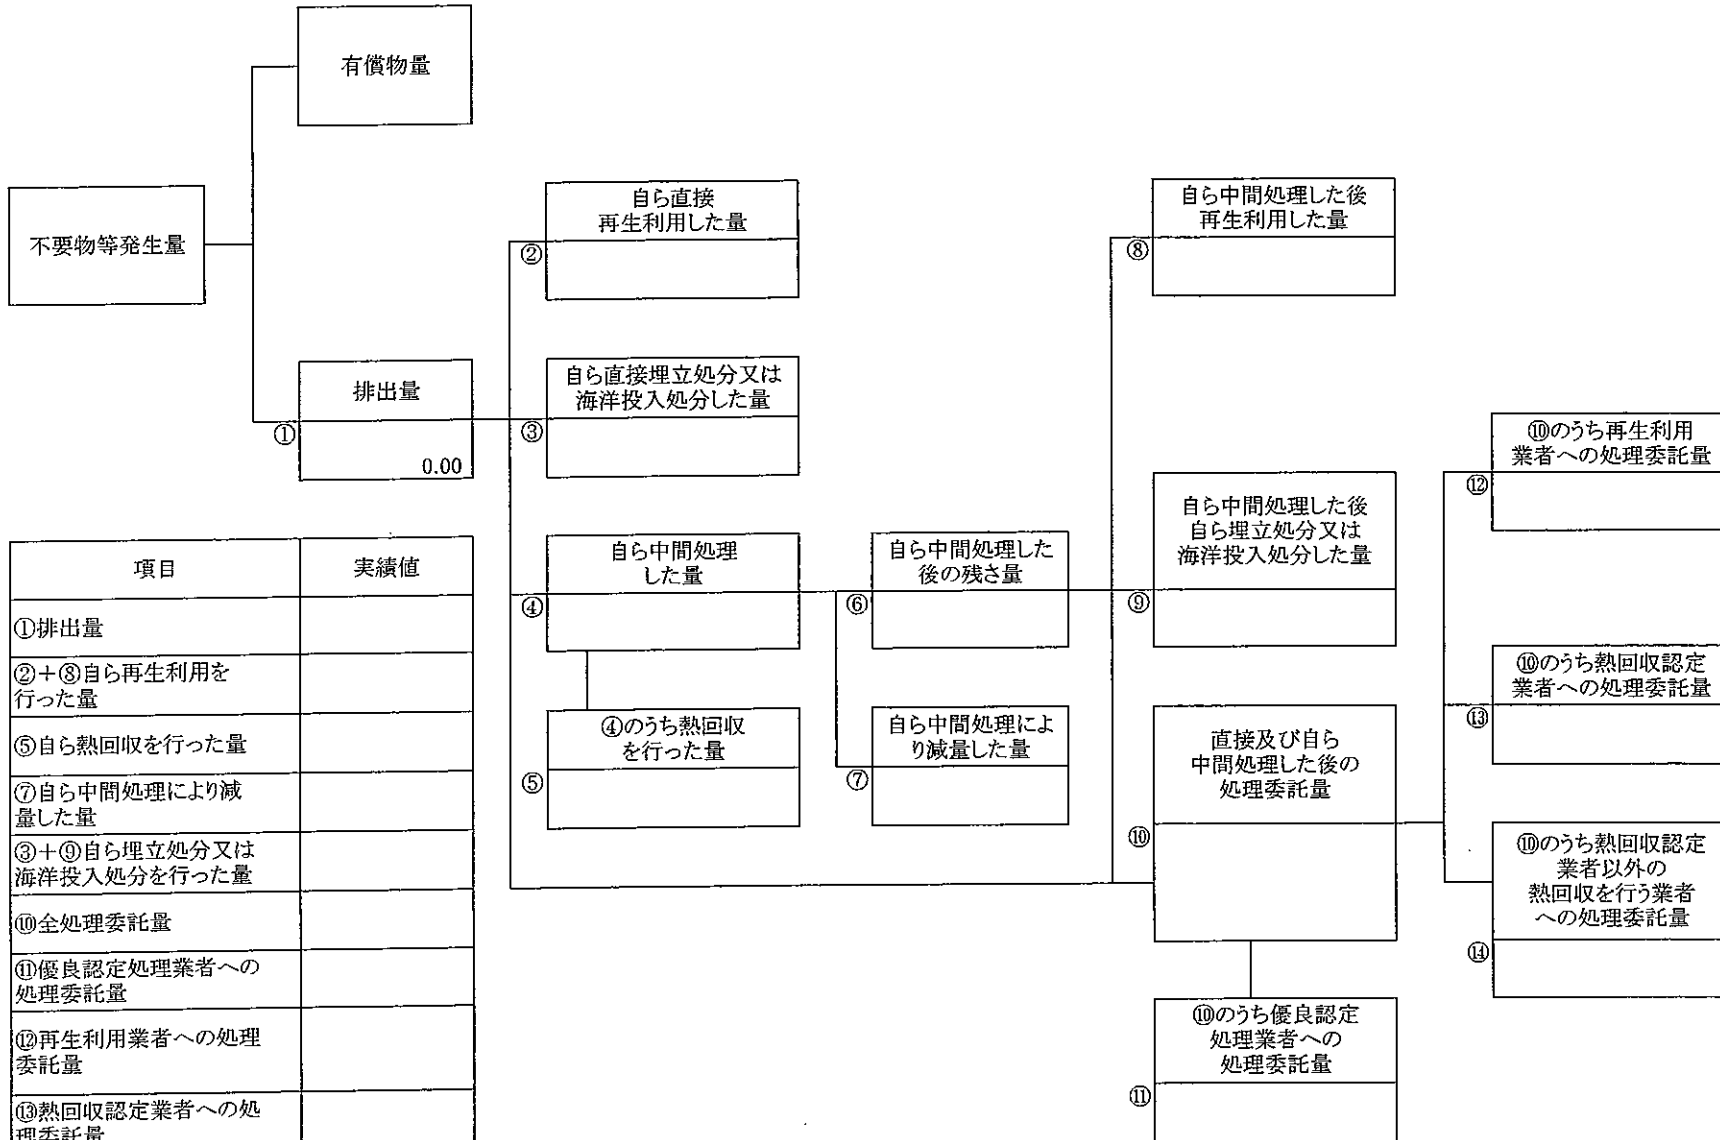 有償物量
不要物等発生量
排出量
①
0.00
自ら直接
再生利用した量
②
自ら直接埋立処分又は
海洋投入処分した量
③
自ら中間処理
した量
④
④のうち熱回収
を行った量
⑤
自ら中間処理した
後の残さ量
⑥
自ら中間処理によ
り減量した量
⑦
自ら中間処理した後
再生利用した量
⑧
自ら中間処理した後
自ら埋立処分又は
海洋投入処分した量
⑨
直接及び自ら
中間処理した後の
処理委託量
⑩
⑩のうち優良認定
処理業者への
処理委託量
⑪
⑩のうち再生利用
業者への処理委託量
⑫
⑩のうち熱回収認定
業者への処理委託量
⑬
⑩のうち熱回収認定
業者以外の
熱回収を行う業者
への処理委託量
⑭
項目 実績値
①排出量
②+⑧自ら再生利用を
行った量
⑤自ら熱回収を行った量
⑦自ら中間処理により減
量した量
③+⑨自ら埋立処分又は
海洋投入処分を行った量
⑩全処理委託量
⑪優良認定処理業者への
処理委託量
⑫再生利用業者への処理
委託量
⑬熱回収認定業者への処
理委託量